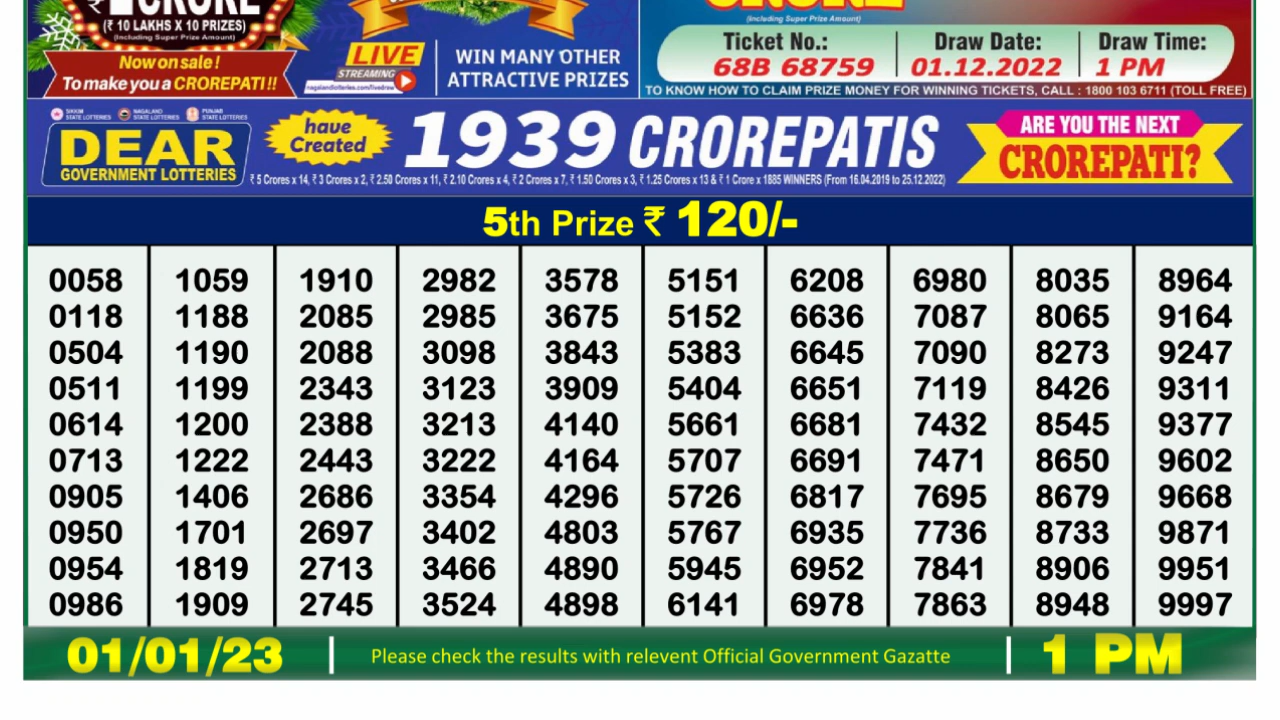 ₹ 1 CRORE
(₹ 10 LAKHS X 10 PRIZES)
(Including Super Prize Amount)
Now on sale!
To make you a CROREPATI!!
LIVE
STREAMING
nagalandlotteries.com/livedraw
WIN MANY OTHER
ATTRACTIVE PRIZES
CRORE
(Including Super Prize Amount)
Ticket No.: Draw Date: Draw Time:
68B 68759 01.12.2022 1 PM
TO KNOW HOW TO CLAIM PRIZE MONEY FOR WINNING TICKETS, CALL : 1800 103 6711 (TOLL FREE)
SIKKIM STATE LOTTERIES NAGALAND STATE LOTTERIES PUNJAB STATE LOTTERIES
DEAR
GOVERNMENT LOTTERIES
have
Created
1939 CROREPATIS
₹ 5 Crores x 14, ₹ 3 Crores x 2, ₹ 2.50 Crores x 11, ₹ 2.10 Crores x 4, ₹ 2 Crores x 7, ₹ 1.50 Crores x 3, ₹ 1.25 Crores x 13 & ₹ 1 Crore x 1885 WINNERS (From 16.04.2019 to 25.12.2022)
ARE YOU THE NEXT
CROREPATI?
5th Prize ₹ 120/-
0058 1059 1910 2982 3578 5151 6208 6980 8035 8964
0118 1188 2085 2985 3675 5152 6636 7087 8065 9164
0504 1190 2088 3098 3843 5383 6645 7090 8273 9247
0511 1199 2343 3123 3909 5404 6651 7119 8426 9311
0614 1200 2388 3213 4140 5661 6681 7432 8545 9377
0713 1222 2443 3222 4164 5707 6691 7471 8650 9602
0905 1406 2686 3354 4296 5726 6817 7695 8679 9668
0950 1701 2697 3402 4803 5767 6935 7736 8733 9871
0954 1819 2713 3466 4890 5945 6952 7841 8906 9951
0986 1909 2745 3524 4898 6141 6978 7863 8948 9997
01/01/23 Please check the results with relevent Official Government Gazatte 1 PM